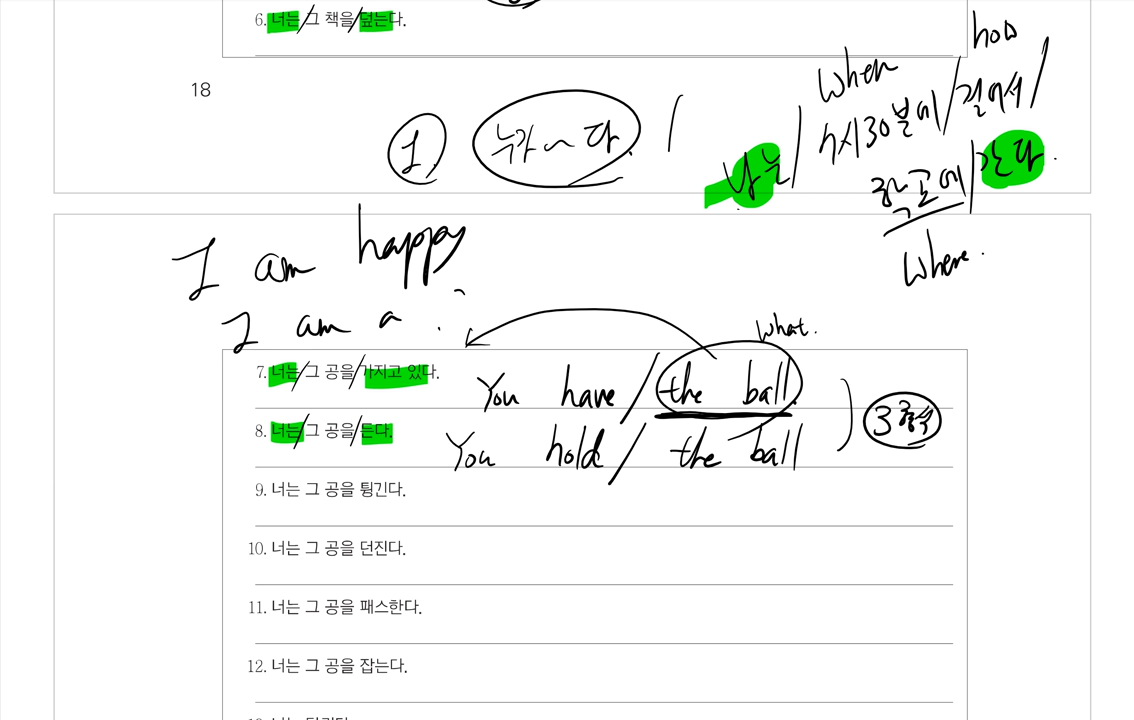 6. 너는/그 책을/덮는다.
18
how
When
1 누가~다. /
나는/ 7시30분에/걸어서/
학교에/간다.
Where.
I am happy
I am a .
What.
7. 너는/그 공을/가지고 있다. You have / the ball.
8. 너는/그 공을/든다. You hold / the ball
9. 너는 그 공을 튕긴다.
10. 너는 그 공을 던진다.
11. 너는 그 공을 패스한다.
12. 너는 그 공을 잡는다.